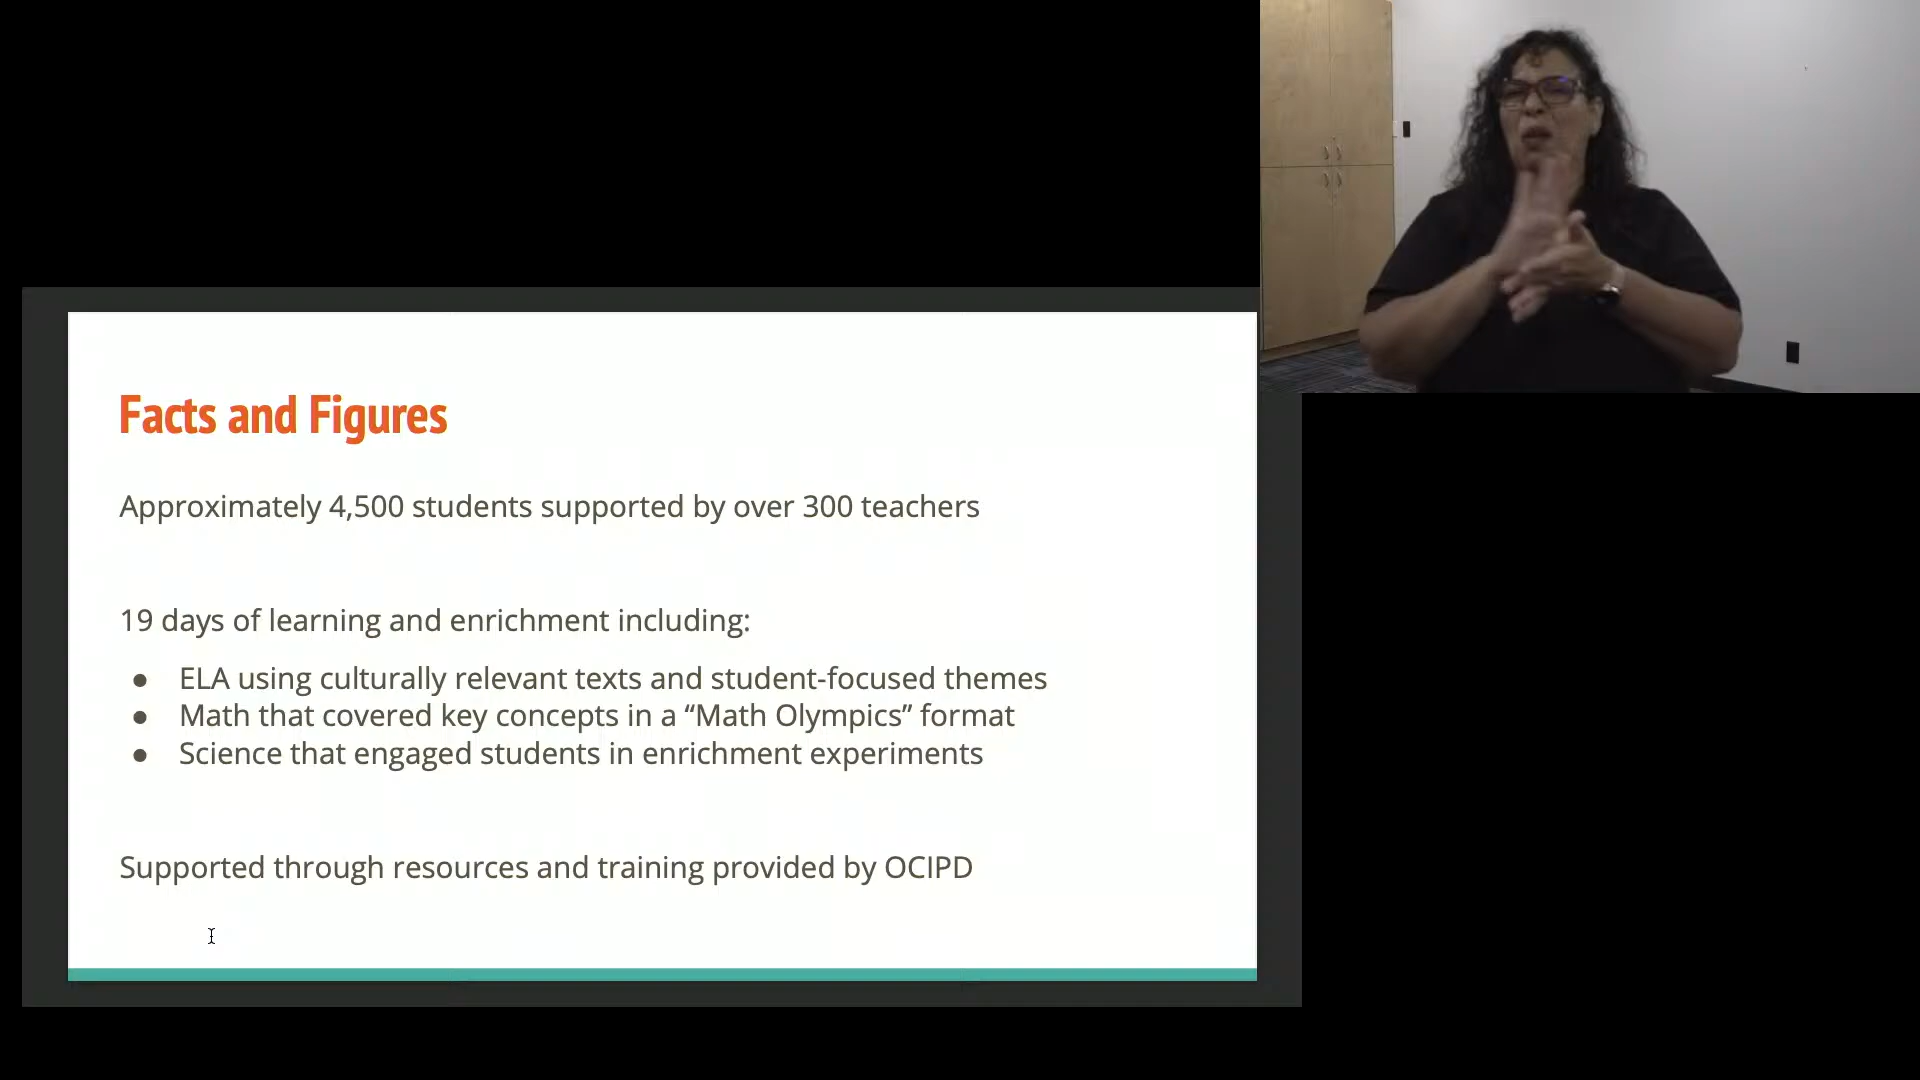 Facts and Figures
Approximately 4,500 students supported by over 300 teachers
19 days of learning and enrichment including:
● ELA using culturally relevant texts and student-focused themes
● Math that covered key concepts in a “Math Olympics” format
● Science that engaged students in enrichment experiments
Supported through resources and training provided by OCIPD